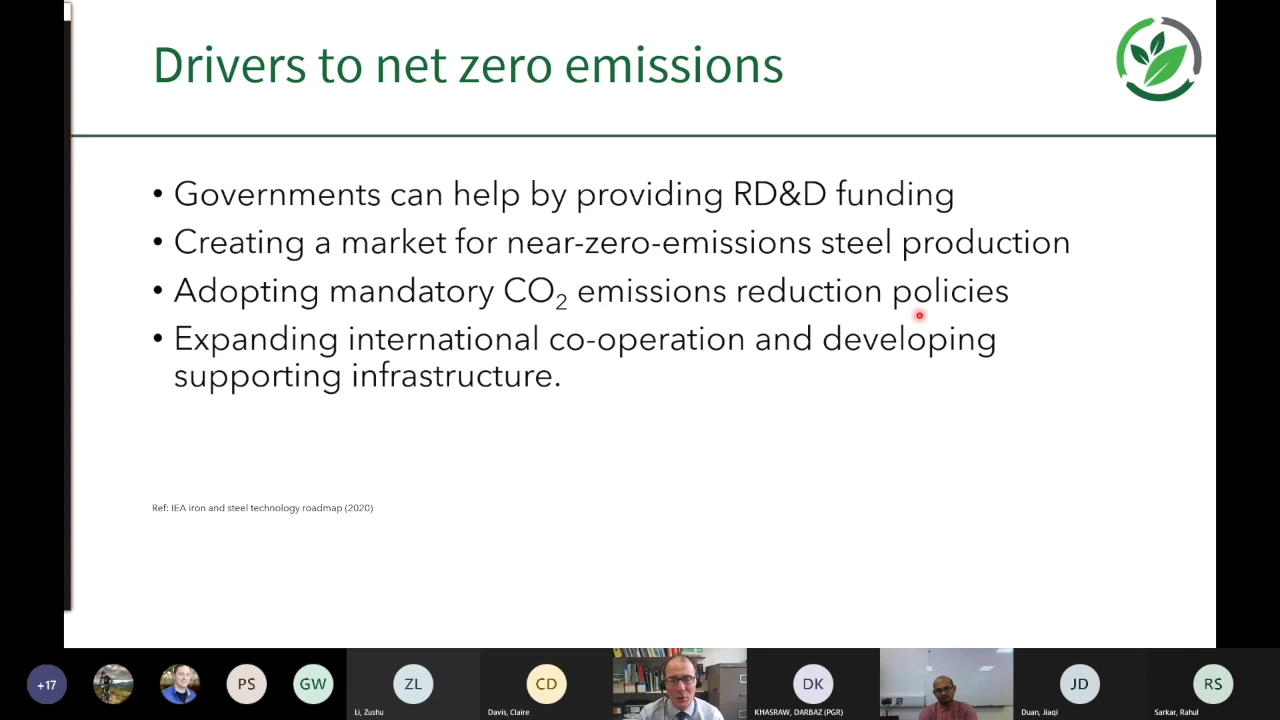 Drivers to net zero emissions
• Governments can help by providing RD&D funding
• Creating a market for near-zero-emissions steel production
• Adopting mandatory CO₂ emissions reduction policies
• Expanding international co-operation and developing
supporting infrastructure.
Ref: IEA iron and steel technology roadmap (2020)
+17
PS
GW
ZL
CD
DK
JD
RS
Li, Zushu
Davis, Claire
KHASRAW, DARBAZ (PGR)
Duan, Jiaqi
Sarkar, Rahul